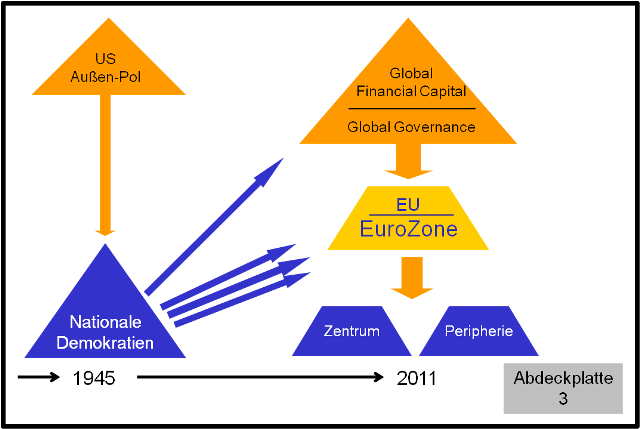 US
Außen-Pol
Global
Financial Capital
Global Governance
EU
EuroZone
Nationale
Demokratien
Zentrum
Peripherie
1945
2011
Abdeckplatte
3